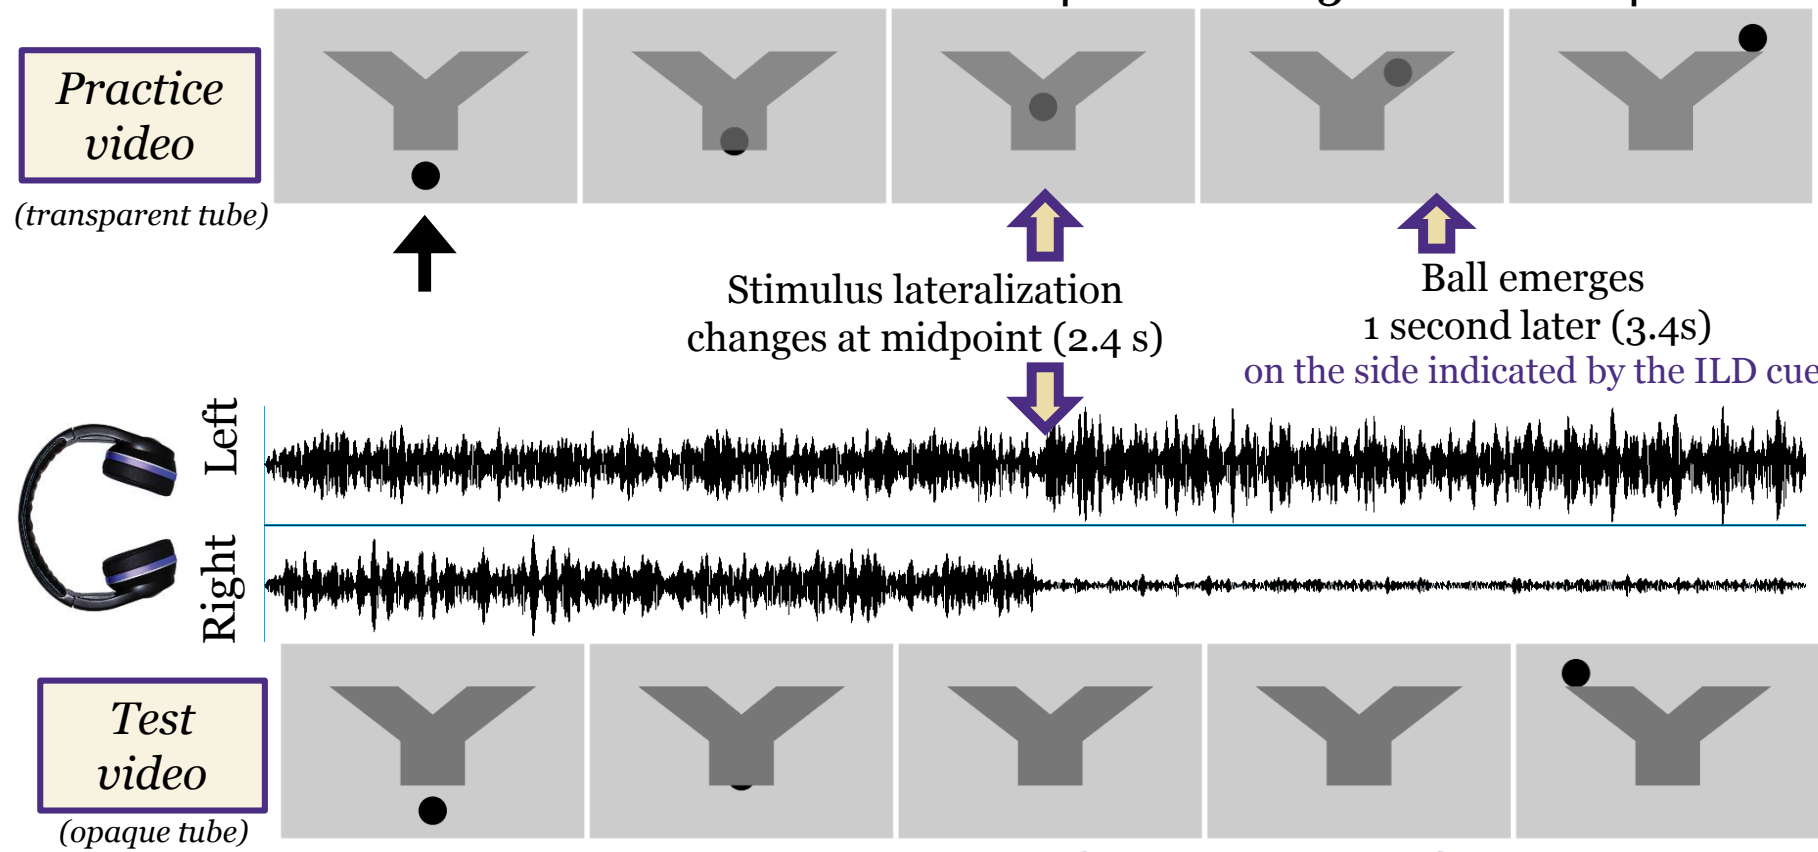 Practice
video
(transparent tube)
Stimulus lateralization
changes at midpoint (2.4 s)
Ball emerges
1 second later (3.4s)
on the side indicated by the ILD cue
Left
Right
Test
video
(opaque tube)